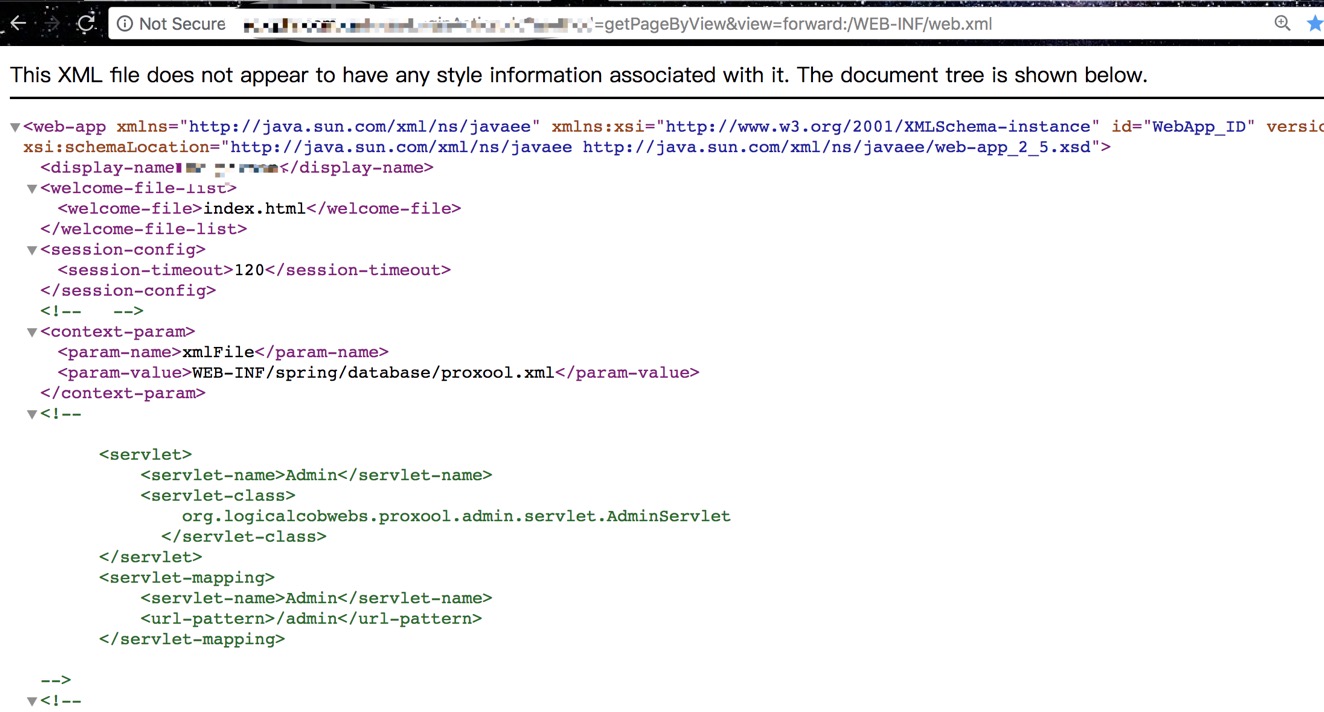 Not Secure =getPageByView&view=forward:/WEB-INF/web.xml
This XML file does not appear to have any style information associated with it. The document tree is shown below.
<web-app xmlns="http://java.sun.com/xml/ns/javaee" xmlns:xsi="http://www.w3.org/2001/XMLSchema-instance" id="WebApp_ID" versio
xsi:schemaLocation="http://java.sun.com/xml/ns/javaee http://java.sun.com/xml/ns/javaee/web-app_2_5.xsd">
<display-name </display-name>
<welcome-file-list>
<welcome-file>index.html</welcome-file>
</welcome-file-list>
<session-config>
<session-timeout>120</session-timeout>
</session-config>
<!-- -->
<context-param>
<param-name>xmlFile</param-name>
<param-value>WEB-INF/spring/database/proxool.xml</param-value>
</context-param>
<!--
<servlet>
<servlet-name>Admin</servlet-name>
<servlet-class>
org.logicalcobwebs.proxool.admin.servlet.AdminServlet
</servlet-class>
</servlet>
<servlet-mapping>
<servlet-name>Admin</servlet-name>
<url-pattern>/admin</url-pattern>
</servlet-mapping>
-->
<!--